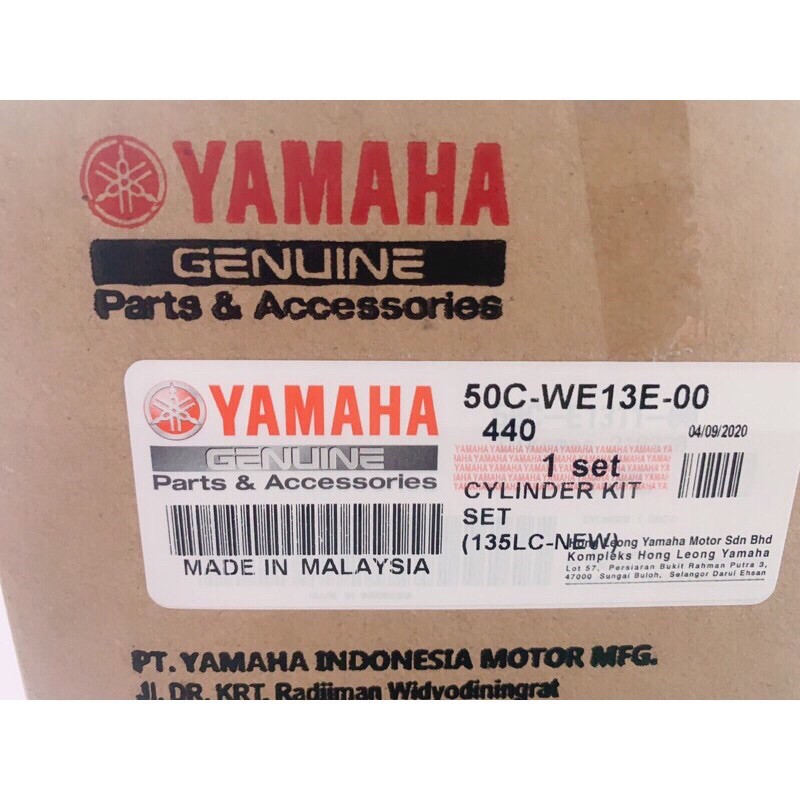 YAMAHA
GENUINE
Parts & Accessories
YAMAHA
GENUINE
Parts & Accessories
MADE IN MALAYSIA
50C-WE13E-00
440
04/09/2020
1 set
CYLINDER KIT
SET
(135LC-NEW)
Hong Leong Yamaha Motor Sdn Bhd
Kompleks Hong Leong Yamaha
Lot 57, Persiaran Bukit Rahman Putra 3,
47000 Sungai Buloh, Selangor Darul Ehsan
PT. YAMAHA INDONESIA MOTOR MFG.
Jl. DR. KRT. Radjiman Widyodiningrat